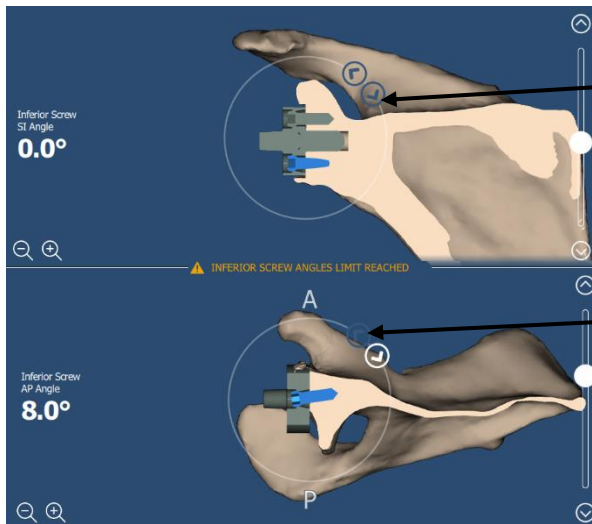 Inferior Screw
SI Angle
0.0°
INFERIOR SCREW ANGLES LIMIT REACHED
A
Inferior Screw
AP Angle
8.0°
P